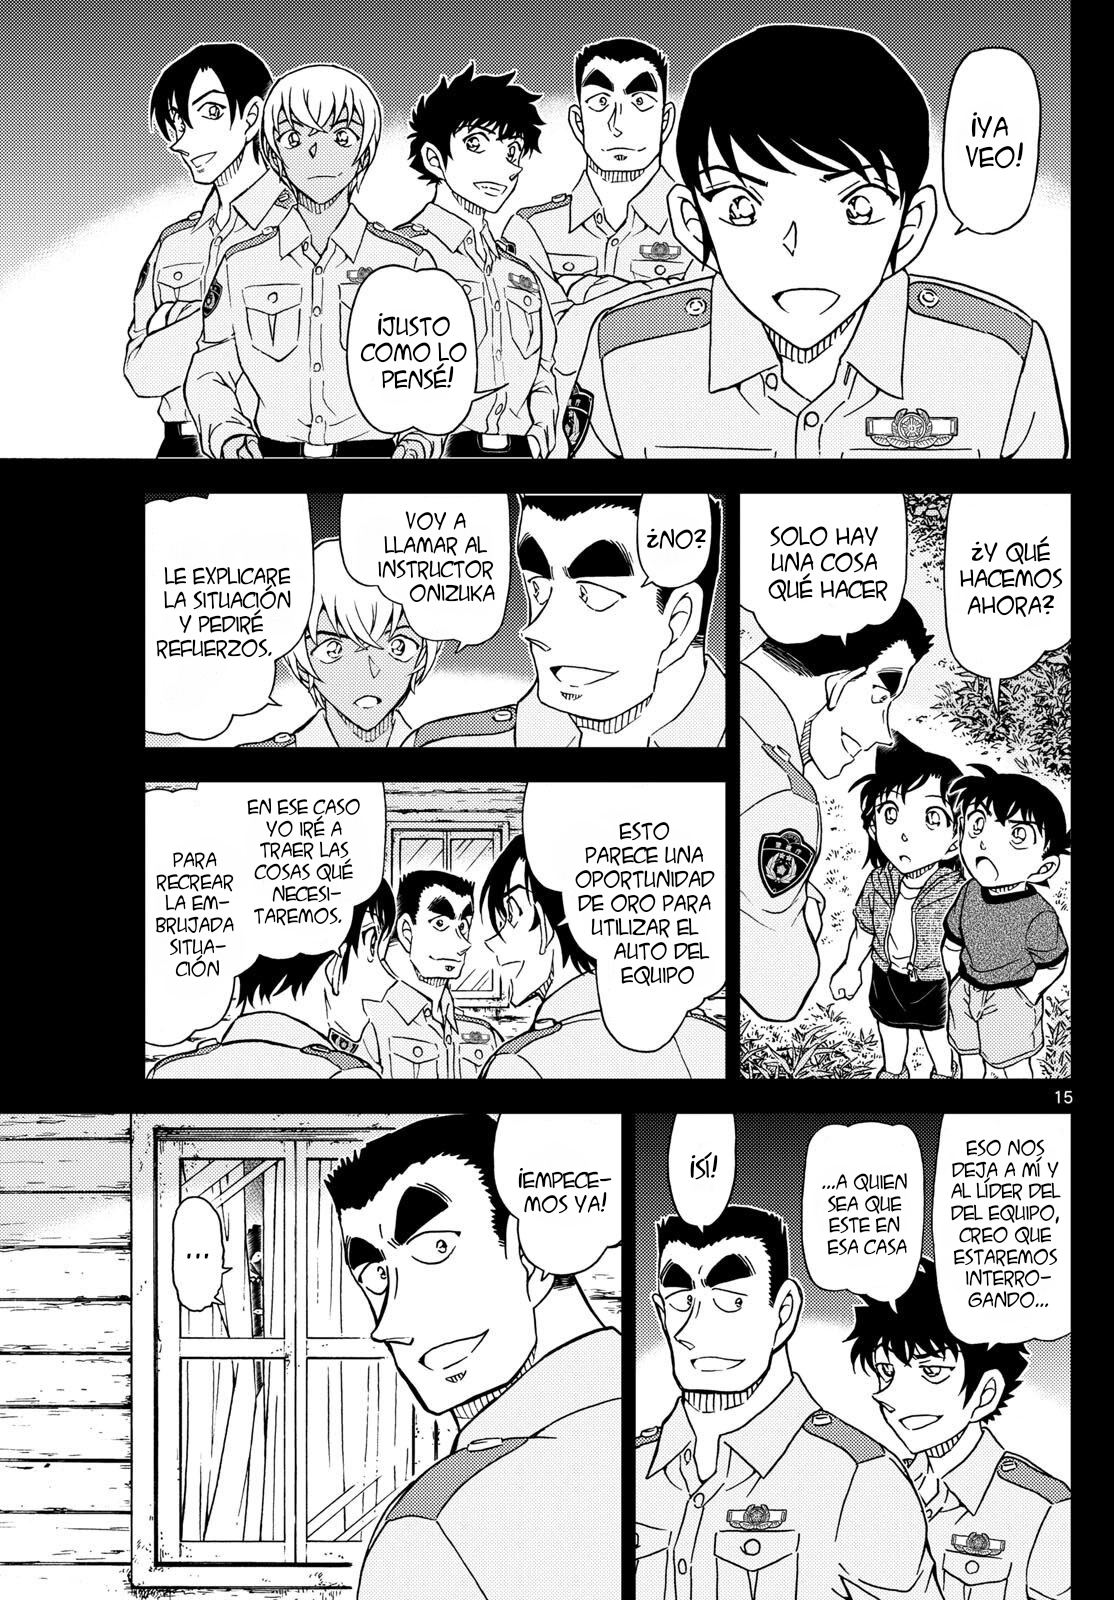 ¡YA
VEO!
¡JUSTO
COMO LO
PENSÉ!
¿Y QUÉ
HACEMOS
AHORA?
SOLO HAY
UNA COSA
QUÉ HACER
¿NO?
VOY A
LLAMAR AL
INSTRUCTOR
ONIZUKA
LE EXPLICARE
LA SITUACIÓN
Y PEDIRÉ
REFUERZOS.
ESTO
PARECE UNA
OPORTUNIDAD
DE ORO PARA
UTILIZAR EL
AUTO DEL
EQUIPO
EN ESE CASO
YO IRÉ A
TRAER LAS
COSAS QUÉ
NECESI-
TAREMOS.
PARA
RECREAR
LA EM-
BRUJADA
SITUA-
CIÓN
15
ESO NOS
DEJA A MÍ Y
AL LÍDER DEL
DEL EQUIPO,
CREO QUE
ESTAREMOS
INTERRO-
GANDO...
...A QUIEN
SEA QUE
ESTE EN
ESA CASA
¡SÍ!
¡EMPECE-
MOS YA!
...